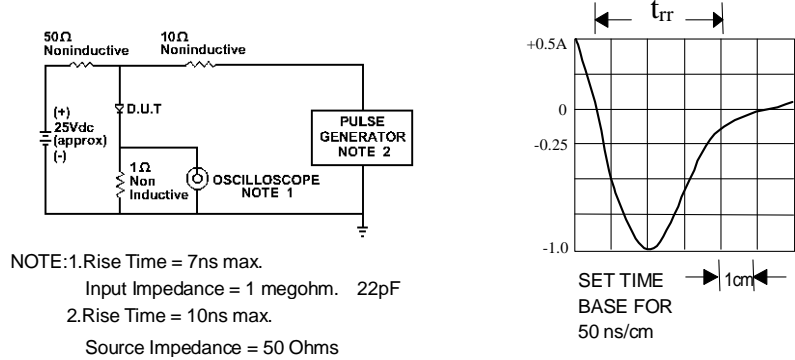 50Ω
Noninductive
10Ω
Noninductive
(+)
25Vdc
(approx)
(-)
D.U.T
1Ω
Non
Inductive
OSCILLOSCOPE
NOTE 1
PULSE
GENERATOR
NOTE 2
NOTE:1.Rise Time = 7ns max.
Input Impedance = 1 megohm. 22pF
2.Rise Time = 10ns max.
Source Impedance = 50 Ohms
trr
+0.5A
0
-0.25
-1.0
1cm
SET TIME
BASE FOR
50 ns/cm